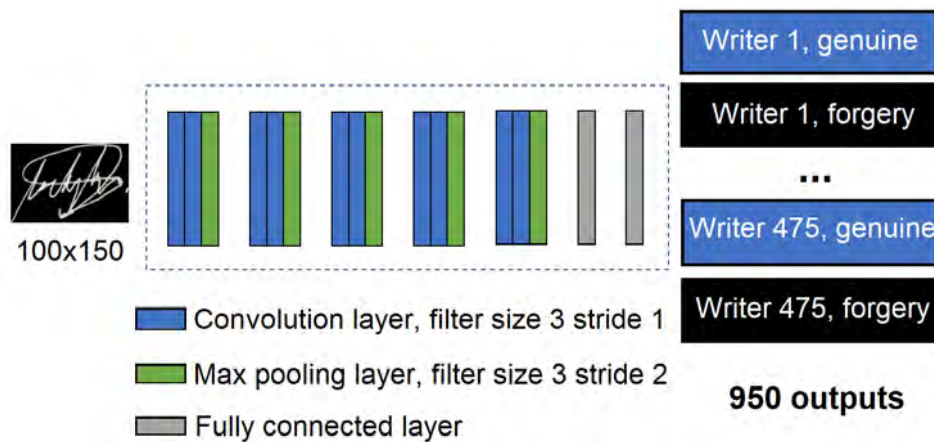 Writer 1, genuine
Writer 1, forgery
...
Writer 475, genuine
Writer 475, forgery
950 outputs
100x150
Convolution layer, filter size 3 stride 1
Max pooling layer, filter size 3 stride 2
Fully connected layer